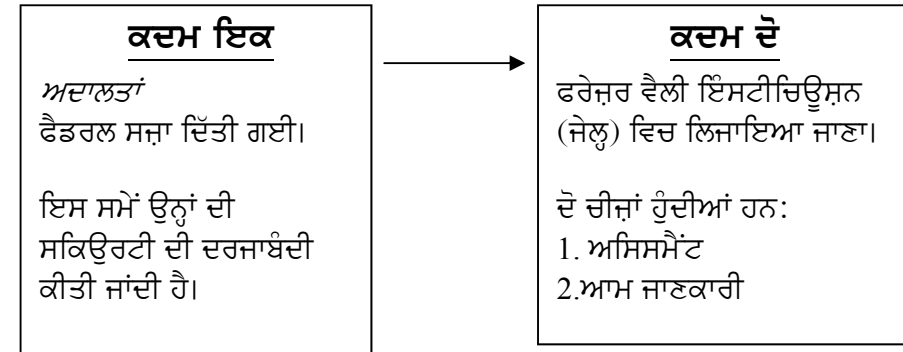 ਕਦਮ ਇਕ
ਅਦਾਲਤਾਂ
ਫੈਡਰਲ ਸਜ਼ਾ ਦਿੱਤੀ ਗਈ।
ਇਸ ਸਮੇਂ ਉਨ੍ਹਾਂ ਦੀ
ਸਕਿਉਰਟੀ ਦੀ ਦਰਜਾਬੰਦੀ
ਕੀਤੀ ਜਾਂਦੀ ਹੈ।
ਕਦਮ ਦੋ
ਫਰੇਜ਼ਰ ਵੈਲੀ ਇੰਸਟੀਚਿਊਸ਼ਨ
(ਜੇਲ੍ਹ) ਵਿਚ ਲਿਜਾਇਆ ਜਾਣਾ।
ਦੋ ਚੀਜ਼ਾਂ ਹੁੰਦੀਆਂ ਹਨ:
1. ਅਸਿਸਮੈਂਟ
2.ਆਮ ਜਾਣਕਾਰੀ